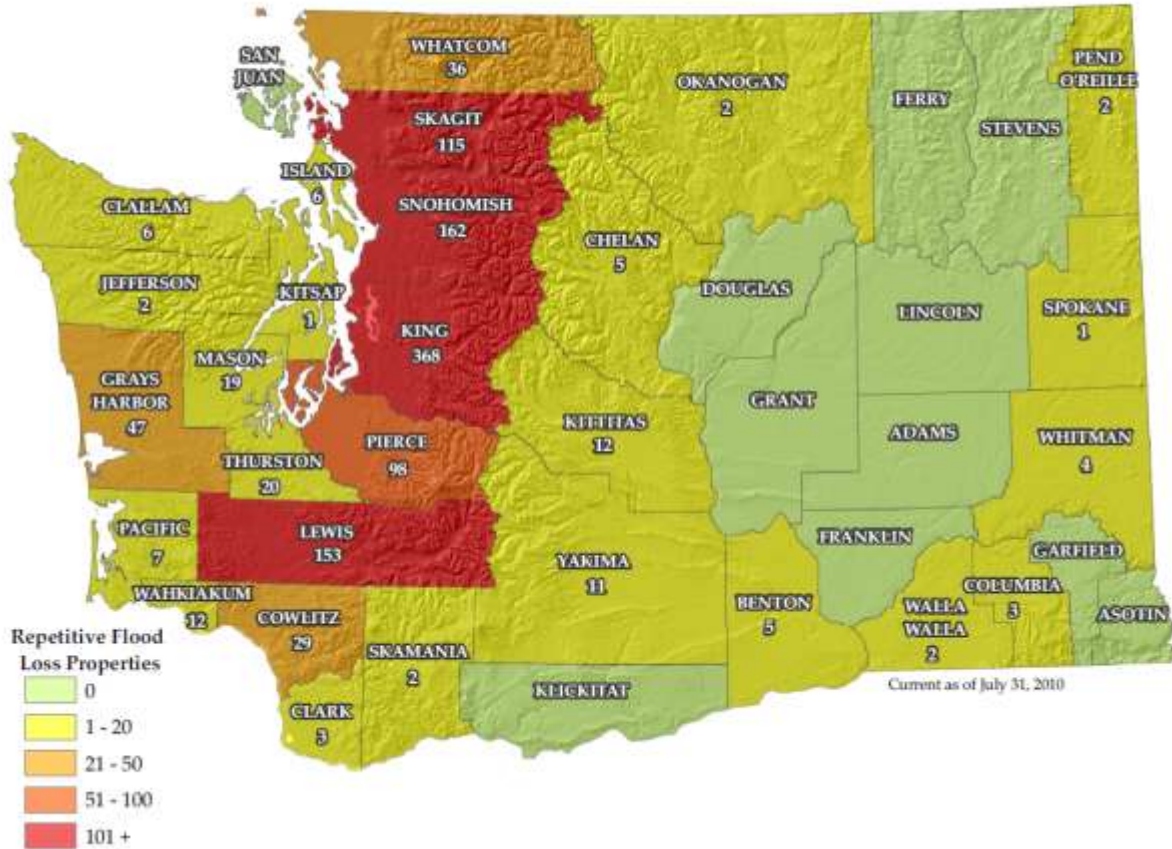 WHATCOM
36
SAN
JUAN
OKANOGAN
2
FERRY
STEVENS
PEND
O'REILLE
2
SKAGIT
115
ISLAND
6
CLALLAM
6
SNOHOMISH
162
CHELAN
5
JEFFERSON
2
KITSAP
1
DOUGLAS
LINCOLN
SPOKANE
1
KING
368
MASON
19
GRAYS
HARBOR
47
GRANT
KITTITAS
12
ADAMS
WHITMAN
4
PIERCE
98
THURSTON
20
PACIFIC
7
LEWIS
153
YAKIMA
11
FRANKLIN
GARFIELD
WAHKIAKUM
12
COWLITZ
29
SKAMANIA
2
BENTON
5
WALLA
WALLA
2
COLUMBIA
3
ASOTIN
KLICKITAT
CLARK
3
Current as of July 31, 2010
Repetitive Flood
Loss Properties
0
1 - 20
21 - 50
51 - 100
101 +